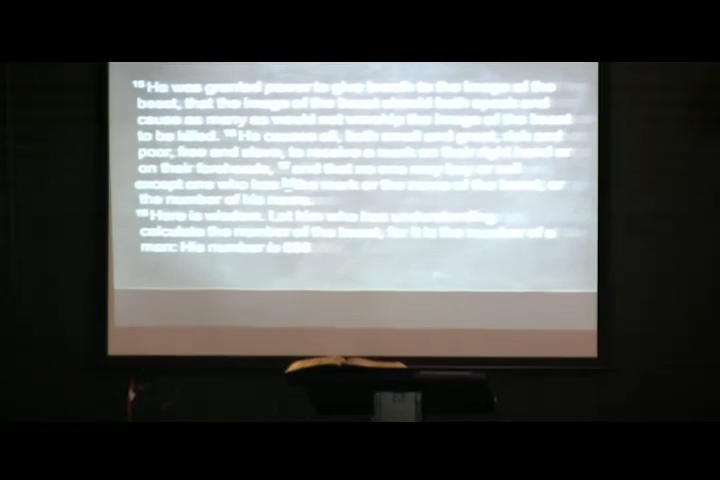 15 He was granted power to give breath to the image of the
beast, that the image of the beast should both speak and
cause as many as would not worship the image of the beast
to be killed. 16 He causes all, both small and great, rich and
poor, free and slave, to receive a mark on their right hand or
on their foreheads, 17 and that no one may buy or sell
except one who has the mark or the name of the beast, or
the number of his name.
18 Here is wisdom. Let him who has understanding
calculate the number of the beast, for it is the number of a
man: His number is 666